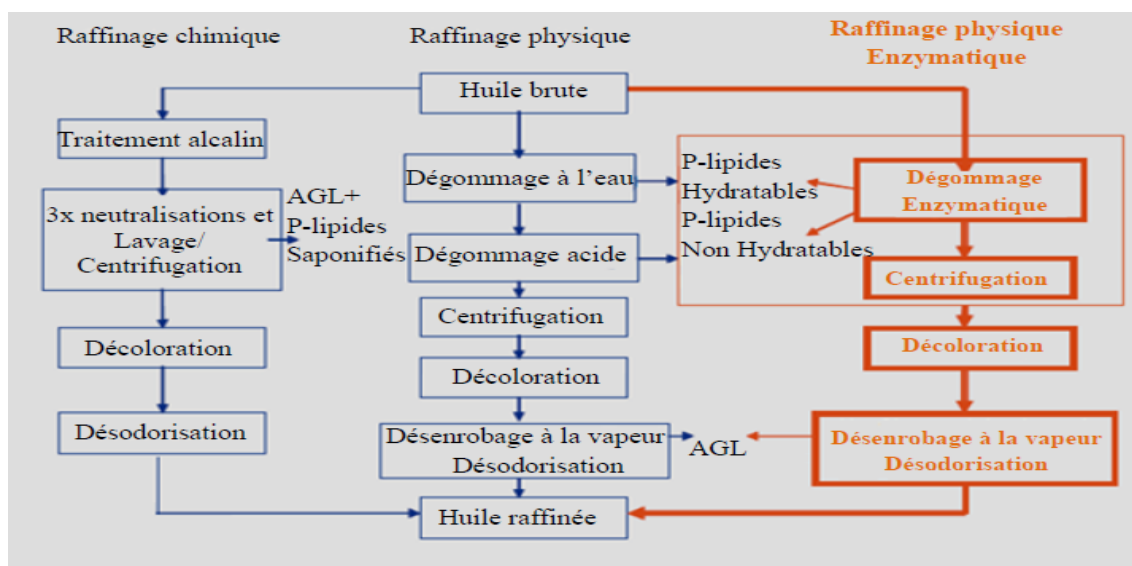 Raffinage chimique
Raffinage physique
Raffinage physique
Enzymatique
Huile brute
Traitement alcalin
3x neutralisations et
Lavage/
Centrifugation
AGL+
P-lipides
Saponifiés
Décoloration
Désodorisation
Dégommage à l'eau
Dégommage acide
Centrifugation
Décoloration
Désenrobage à la vapeur
Désodorisation
Huile raffinée
P-lipides
Hydratables
P-lipides
Non Hydratables
AGL
Dégommage
Enzymatique
Centrifugation
Décoloration
Désenrobage à la vapeur
Désodorisation